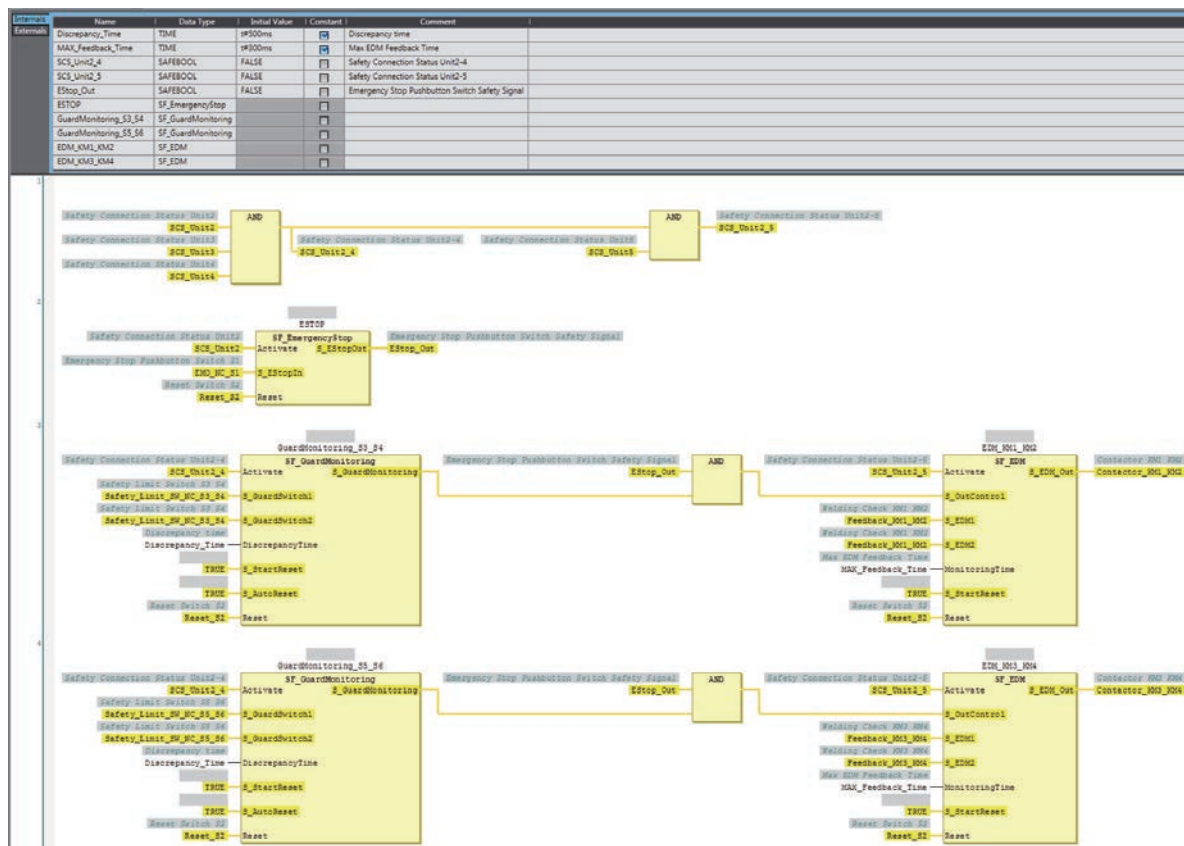 Internals Name Data Type Initial Value Constant Comment
Externals
Discrepancy_Time TIME t#500ms Discrepancy time
MAX_Feedback_Time TIME t#300ms Max EDM Feedback Time
SCS_Unit2_4 SAFEBOOL FALSE Safety Connection Status Unit2-4
SCS_Unit2_5 SAFEBOOL FALSE Safety Connection Status Unit2-5
EStop_Out SAFEBOOL FALSE Emergency Stop Pushbutton Switch Safety Signal
ESTOP SF_EmergencyStop
GuardMonitoring_S3_S4 SF_GuardMonitoring
GuardMonitoring_S5_S6 SF_GuardMonitoring
EDM_KM1_KM2 SF_EDM
EDM_KM3_KM4 SF_EDM
1
Safety Connection Status Unit2 AND AND Safety Connection Status Unit2-5
SCS_Unit2 SCS_Unit2_5
Safety Connection Status Unit3 Safety Connection Status Unit2-4 Safety Connection Status Unit5
SCS_Unit3 SCS_Unit2_4 SCS_Unit5
Safety Connection Status Unit4
SCS_Unit4
2
ESTOP
Safety Connection Status Unit2 SF_EmergencyStop Emergency Stop Pushbutton Switch Safety Signal
SCS_Unit2 Activate S_EStopOut EStop_Out
Emergency Stop Pushbutton Switch S1
EMO_NC_S1 S_EStopIn
Reset Switch S2
Reset_S2 Reset
3
GuardMonitoring_S3_S4 EDM_KM1_KM2
Safety Connection Status Unit2-4 SF_GuardMonitoring Emergency Stop Pushbutton Switch Safety Signal AND Safety Connection Status Unit2-5 SF_EDM Contactor KM1 KM2
SCS_Unit2_4 Activate S_GuardMonitoring EStop_Out SCS_Unit2_5 Activate S_EDM_Out Contactor_KM1_KM2
Safety Limit Switch S3 S4
Safety_Limit_SW_NC_S3_S4 S_GuardSwitch1 S_OutControl
Safety Limit Switch S3 S4 Welding Check KM1 KM2
Safety_Limit_SW_NC_S3_S4 S_GuardSwitch2 Feedback_KM1_KM2 S_EDM1
Discrepancy time Welding Check KM1 KM2
Discrepancy_Time DiscrepancyTime Feedback_KM1_KM2 S_EDM2
Max EDM Feedback Time
TRUE S_StartReset MAX_Feedback_Time MonitoringTime
TRUE S_AutoReset TRUE S_StartReset
Reset Switch S2 Reset Switch S2
Reset_S2 Reset Reset_S2 Reset
4
GuardMonitoring_S5_S6 EDM_KM3_KM4
Safety Connection Status Unit2-4 SF_GuardMonitoring Emergency Stop Pushbutton Switch Safety Signal AND Safety Connection Status Unit2-5 SF_EDM Contactor KM3 KM4
SCS_Unit2_4 Activate S_GuardMonitoring EStop_Out SCS_Unit2_5 Activate S_EDM_Out Contactor_KM3_KM4
Safety Limit Switch S5 S6
Safety_Limit_SW_NC_S5_S6 S_GuardSwitch1 S_OutControl
Safety Limit Switch S5 S6 Welding Check KM3 KM4
Safety_Limit_SW_NC_S5_S6 S_GuardSwitch2 Feedback_KM3_KM4 S_EDM1
Discrepancy time Welding Check KM3 KM4
Discrepancy_Time DiscrepancyTime Feedback_KM3_KM4 S_EDM2
Max EDM Feedback Time
TRUE S_StartReset MAX_Feedback_Time MonitoringTime
TRUE S_AutoReset TRUE S_StartReset
Reset Switch S2 Reset Switch S2
Reset_S2 Reset Reset_S2 Reset